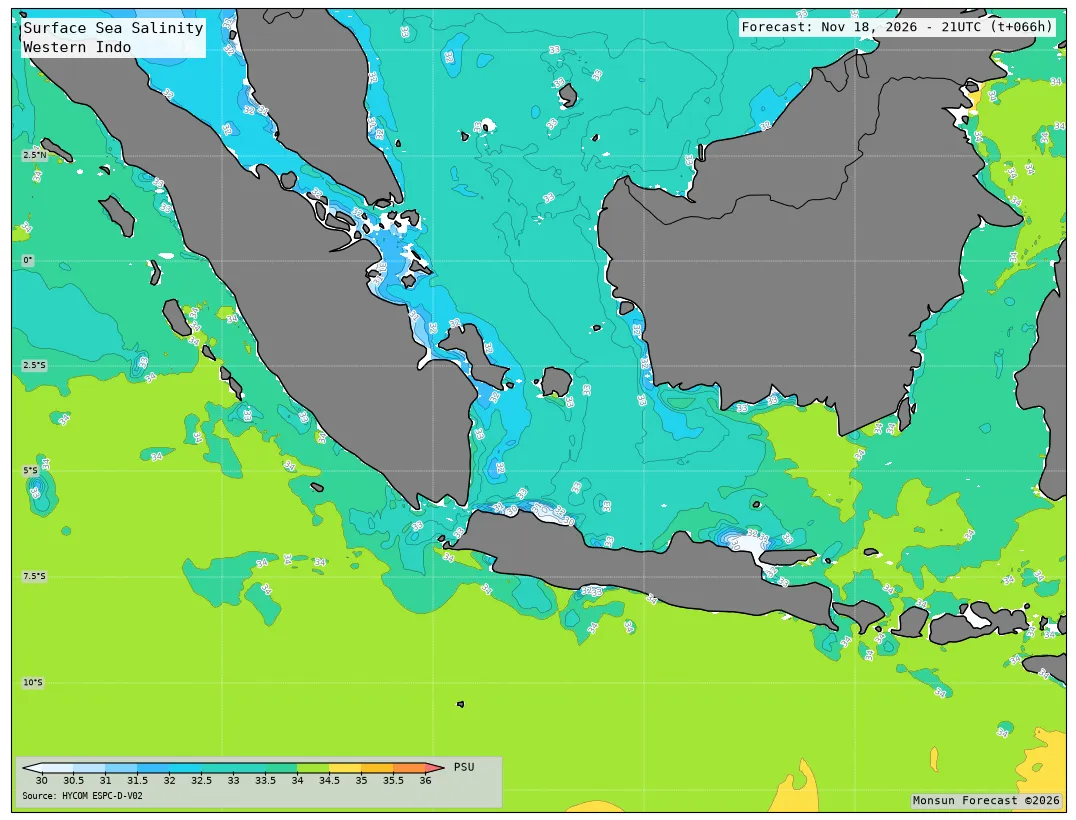 Surface Sea Salinity
Western Indo
Forecast: Nov 18, 2026 - 21UTC (t+066h)
2.5°N
0°
2.5°S
5°S
7.5°S
10°S
PSU
30 30.5 31 31.5 32 32.5 33 33.5 34 34.5 35 35.5 36
Source: HYCOM ESPC-D-V02
Monsun Forecast ©2026